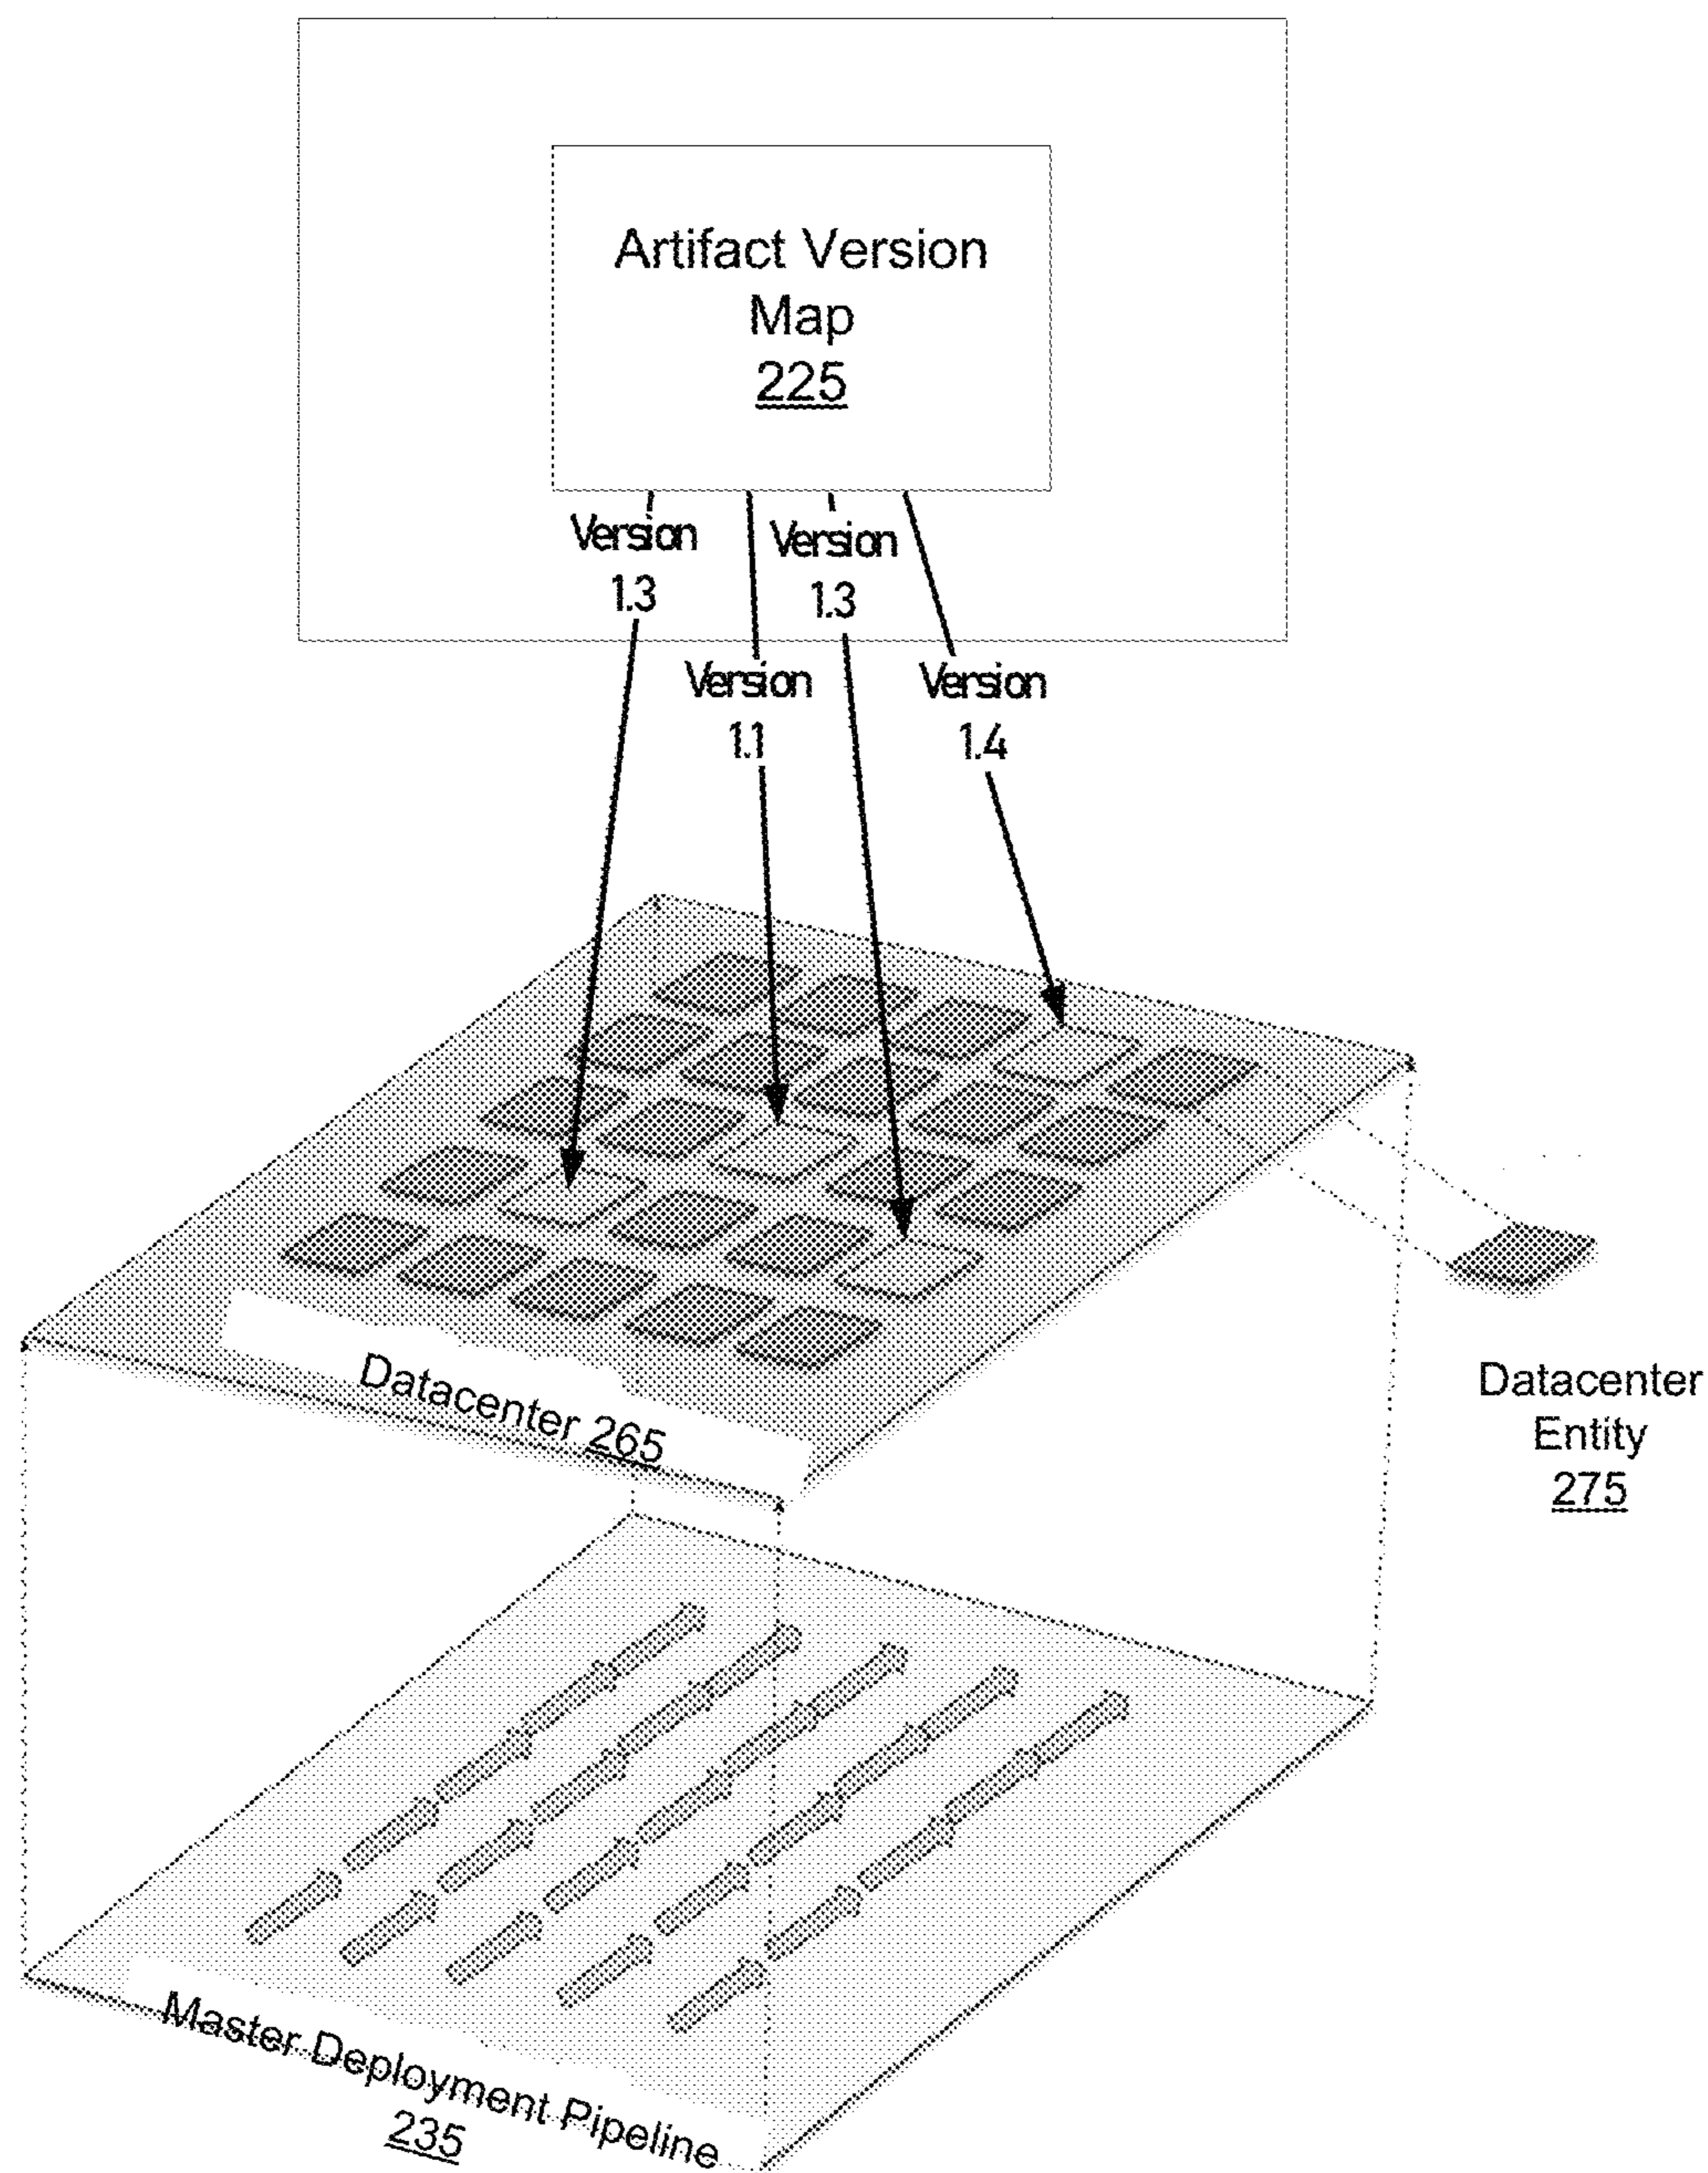 Artifact Version
Map
225
Version
1.3
Version
1.3
Version
1.1
Version
1.4
Datacenter 265
Datacenter
Entity
275
Master Deployment Pipeline
235